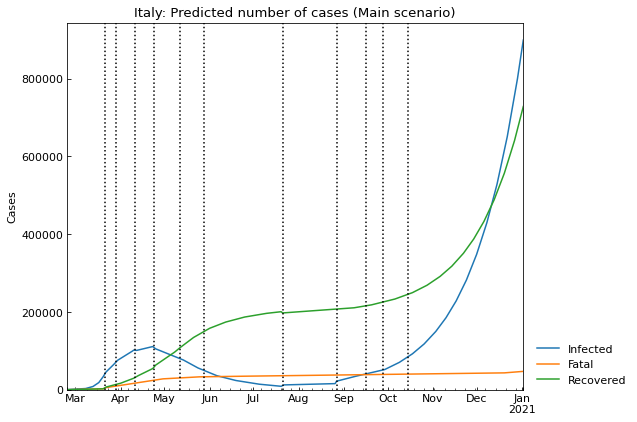 Italy: Predicted number of cases (Main scenario)
800000
600000
400000
200000
0
Cases
Mar Apr May Jun Jul Aug Sep Oct Nov Dec Jan
2021
Infected
Fatal
Recovered